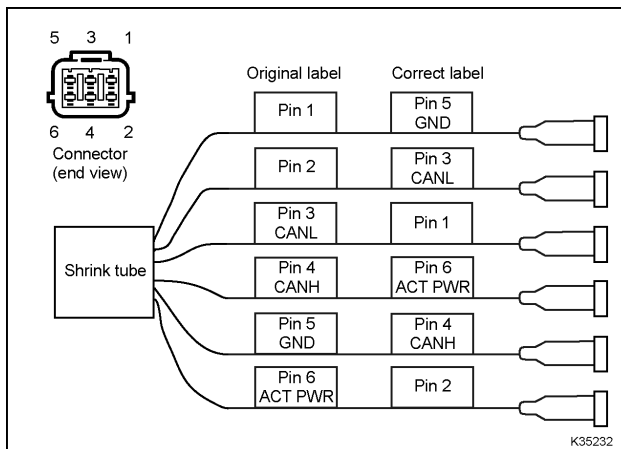 5 3 1
6 4 2
Connector
(end view)
Original label Correct label
Pin 1 Pin 5
GND
Pin 2 Pin 3
CANL
Pin 3
CANL
Pin 1
Shrink tube
Pin 4
CANH
Pin 6
ACT PWR
Pin 5
GND
Pin 4
CANH
Pin 6
ACT PWR
Pin 2
K35232